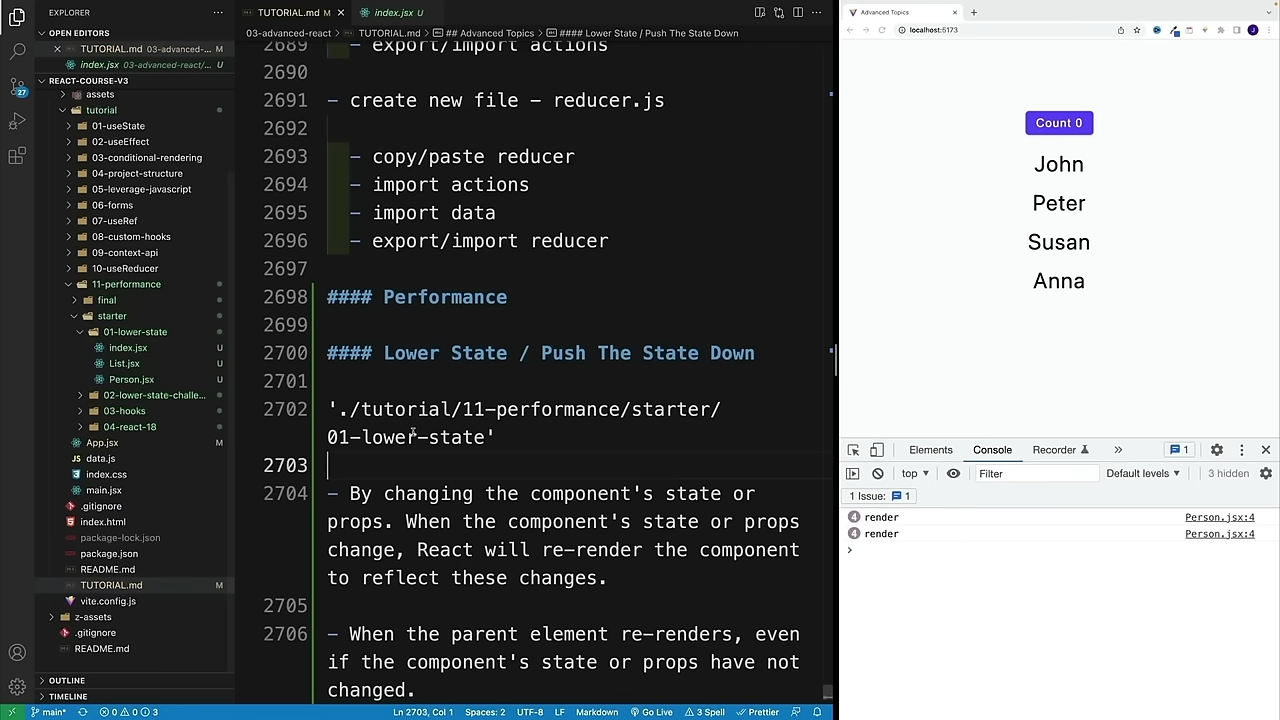 EXPLORER
OPEN EDITORS
TUTORIAL.md 03-advanced-... M
index.jsx 03-advanced-react/... U
REACT-COURSE-V3
assets
tutorial
01-useState
02-useEffect
03-conditional-rendering
04-project-structure
05-leverage-javascript
06-forms
07-useRef
08-custom-hooks
09-context-api
10-useReducer
11-performance
final
starter
01-lower-state
index.jsx U
List.jsx U
Person.jsx U
02-lower-state-challe...
03-hooks
04-react-18
App.jsx M
data.js
index.css
main.jsx
.gitignore
index.html
package-lock.json
package.json
README.md
TUTORIAL.md M
vite.config.js
z-assets
.gitignore
README.md
OUTLINE
TIMELINE
27
TUTORIAL.md M
index.jsx U
03-advanced-react > TUTORIAL.md > ## Advanced Topics > #### Lower State / Push The State Down
2689 - export/import actions
2690
2691 - create new file - reducer.js
2692
2693 - copy/paste reducer
2694 - import actions
2695 - import data
2696 - export/import reducer
2697
2698 #### Performance
2699
2700 #### Lower State / Push The State Down
2701
2702 './tutorial/11-performance/starter/
01-lower-state'
2703
2704 - By changing the component's state or
props. When the component's state or props
change, React will re-render the component
to reflect these changes.
2705
2706 - When the parent element re-renders, even
if the component's state or props have not
changed.
main*
0 0 3
Ln 2703, Col 1
Spaces: 2
UTF-8
LF
Markdown
Go Live
3 Spell
Prettier
Advanced Topics
localhost:5173
J
Count 0
John
Peter
Susan
Anna
Elements
Console
Recorder
1
top
Filter
Default levels
3 hidden
1 Issue: 1
4 render Person.jsx:4
4 render Person.jsx:4